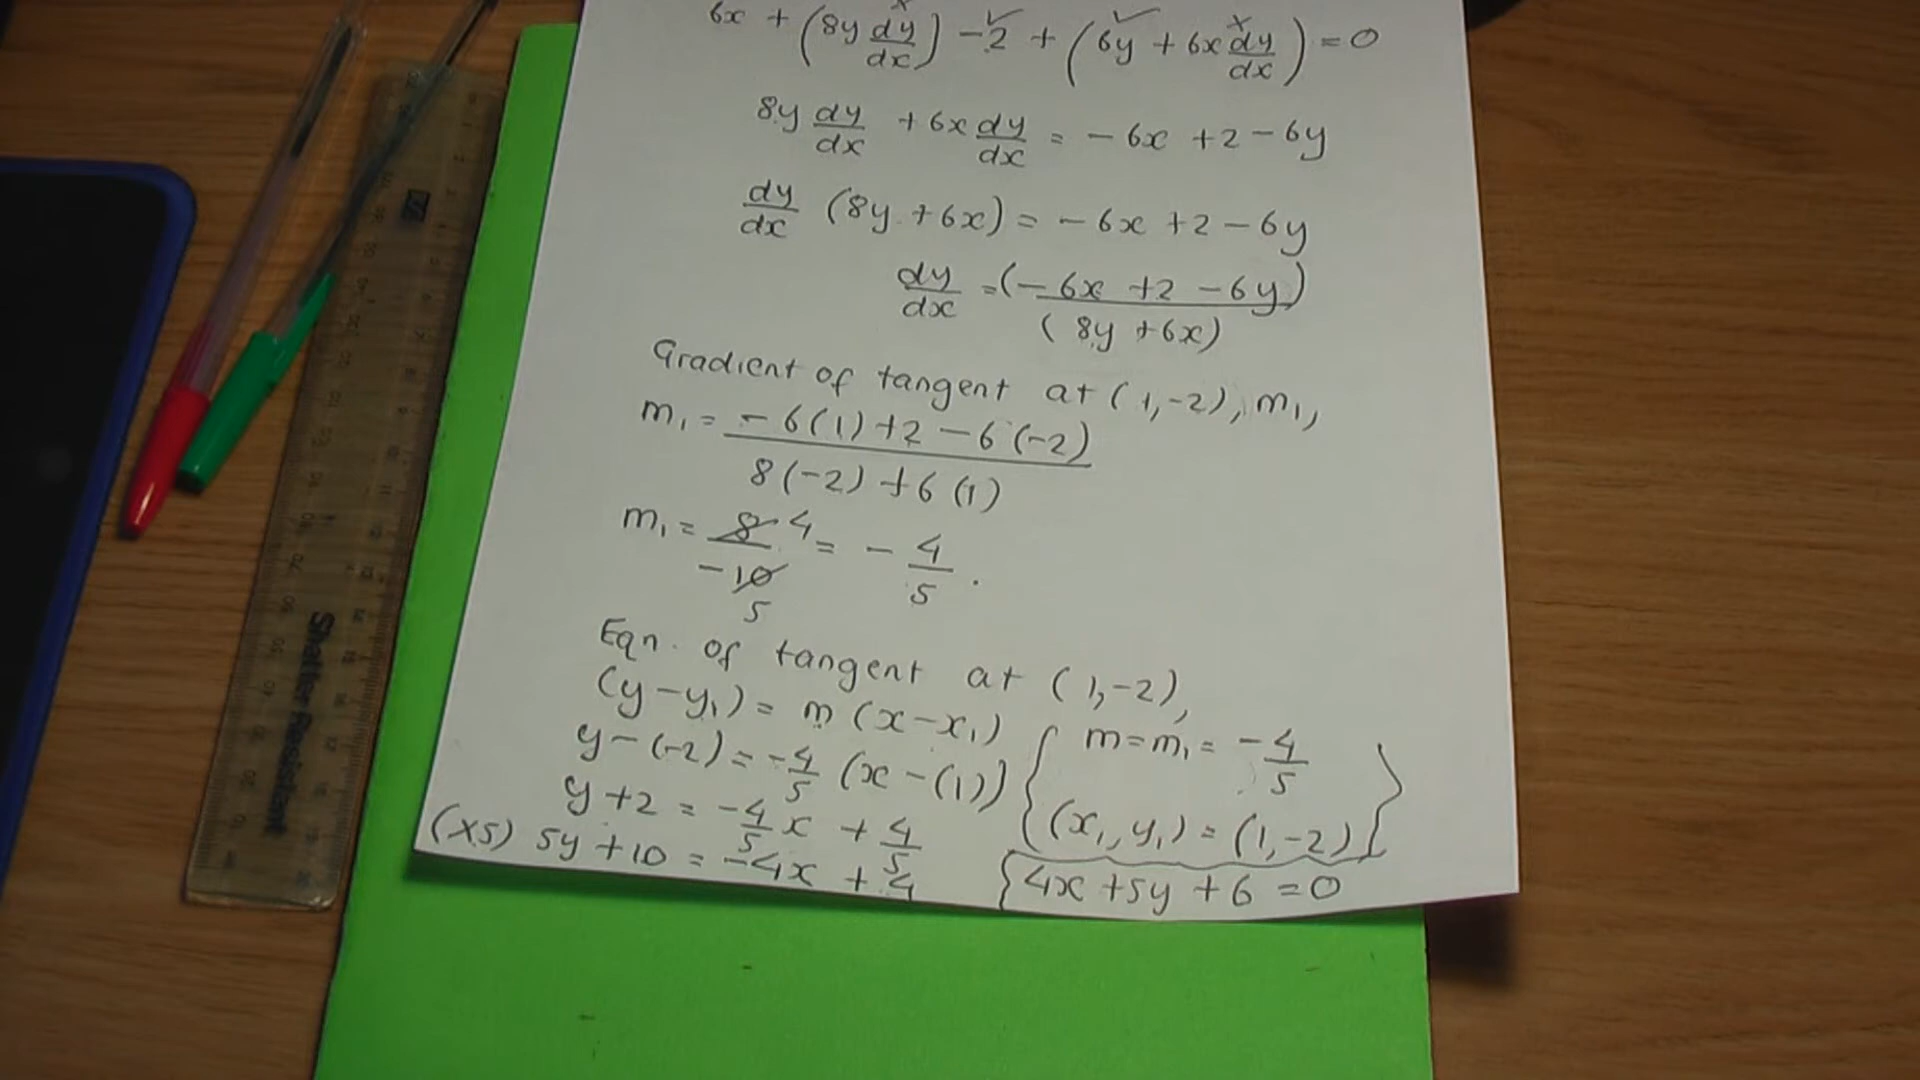 6x + (8y dy/dx) - 2 + (6y + 6x dy/dx) = 0
8y dy/dx + 6x dy/dx = - 6x + 2 - 6y
dy/dx (8y + 6x) = - 6x + 2 - 6y
dy/dx = (- 6x + 2 - 6y) / (8y + 6x)
Gradient of tangent at (1,-2), m₁,
m₁ = - 6(1) + 2 - 6(-2) / 8(-2) + 6(1)
m₁ = 8 4 / -10 5 = - 4/5.
Eqn. of tangent at (1,-2),
(y - y₁) = m (x - x₁)
y - (-2) = -4/5 (x - (1))
{ m = m₁ = - 4/5
(x₁, y₁) = (1,-2) }
y + 2 = -4/5 x + 4/5
(x5) 5y + 10 = -4x + 4
{ 4x + 5y + 6 = 0
Shatter Resistant